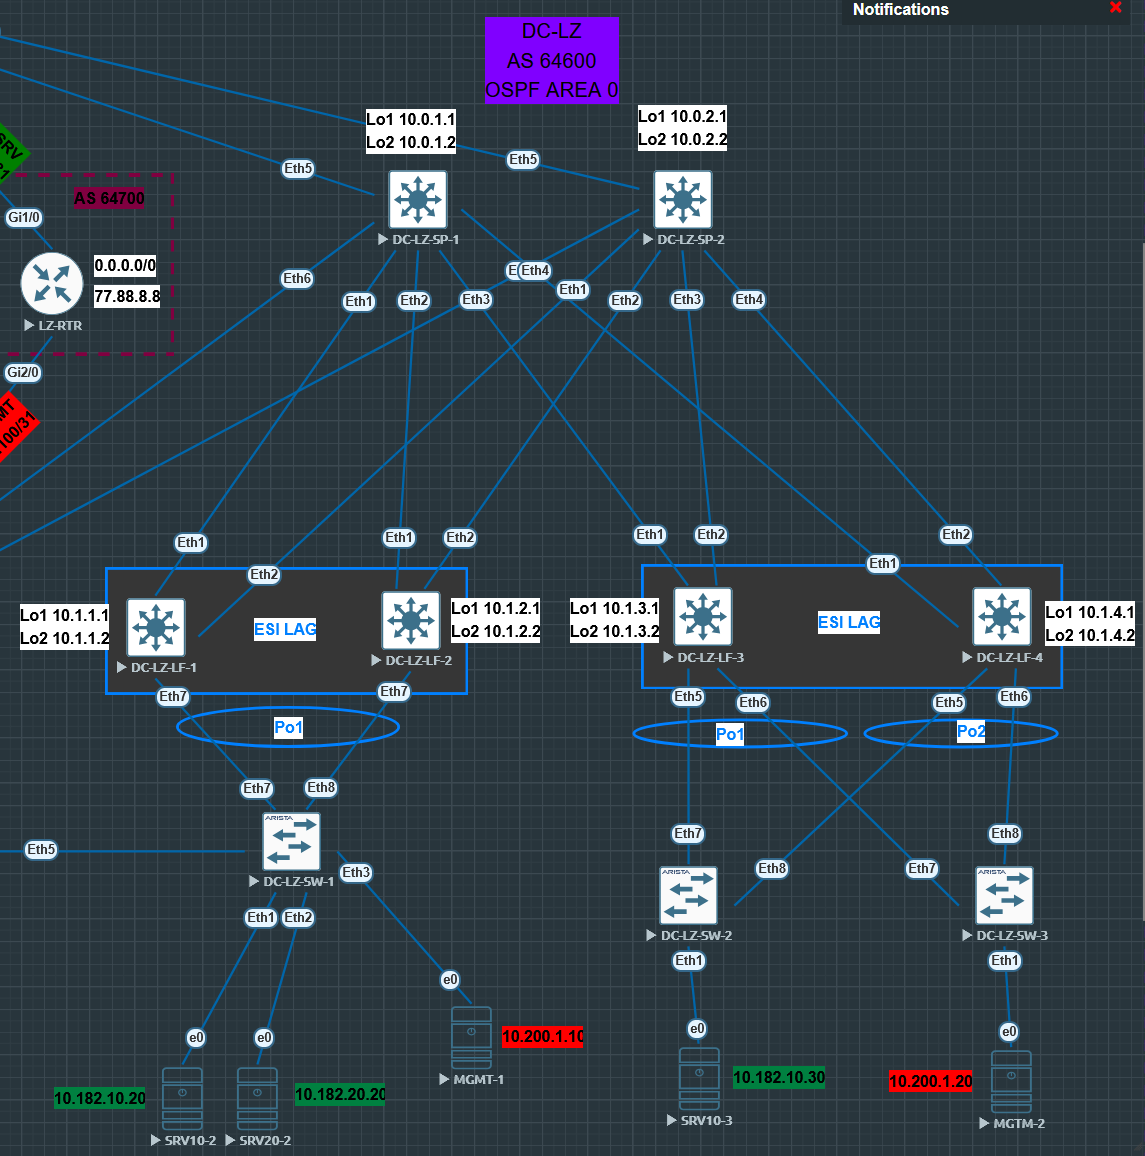 Notifications
DC-LZ
AS 64600
OSPF AREA 0
Lo1 10.0.1.1
Lo2 10.0.1.2
Lo1 10.0.2.1
Lo2 10.0.2.2
Eth5
Eth5
SRV
AS 64700
Gi1/0
DC-LZ-SP-1
DC-LZ-SP-2
0.0.0.0/0
77.88.8.8
LZ-RTR
Eth6
Eth4
Eth1
Eth1
Eth2
Eth3
Eth2
Eth3
Eth4
Gi2/0
MT
100/31
Eth1
Eth1
Eth2
Eth1
Eth2
Eth2
Eth1
Eth2
Lo1 10.1.1.1
Lo2 10.1.1.2
ESI LAG
Lo1 10.1.2.1
Lo2 10.1.2.2
Lo1 10.1.3.1
Lo2 10.1.3.2
ESI LAG
Lo1 10.1.4.1
Lo2 10.1.4.2
DC-LZ-LF-1
DC-LZ-LF-2
DC-LZ-LF-3
DC-LZ-LF-4
Eth7
Eth7
Eth5
Eth6
Eth5
Eth6
Po1
Po1
Po2
Eth7
Eth8
ARISTA
DC-LZ-SW-1
Eth5
Eth3
Eth7
Eth8
Eth7
Eth8
ARISTA
ARISTA
DC-LZ-SW-2
DC-LZ-SW-3
Eth1
Eth2
Eth1
Eth1
e0
e0
e0
e0
e0
10.200.1.10
MGMT-1
10.182.10.20
10.182.20.20
10.182.10.30
10.200.1.20
SRV10-2
SRV20-2
SRV10-3
MGTM-2